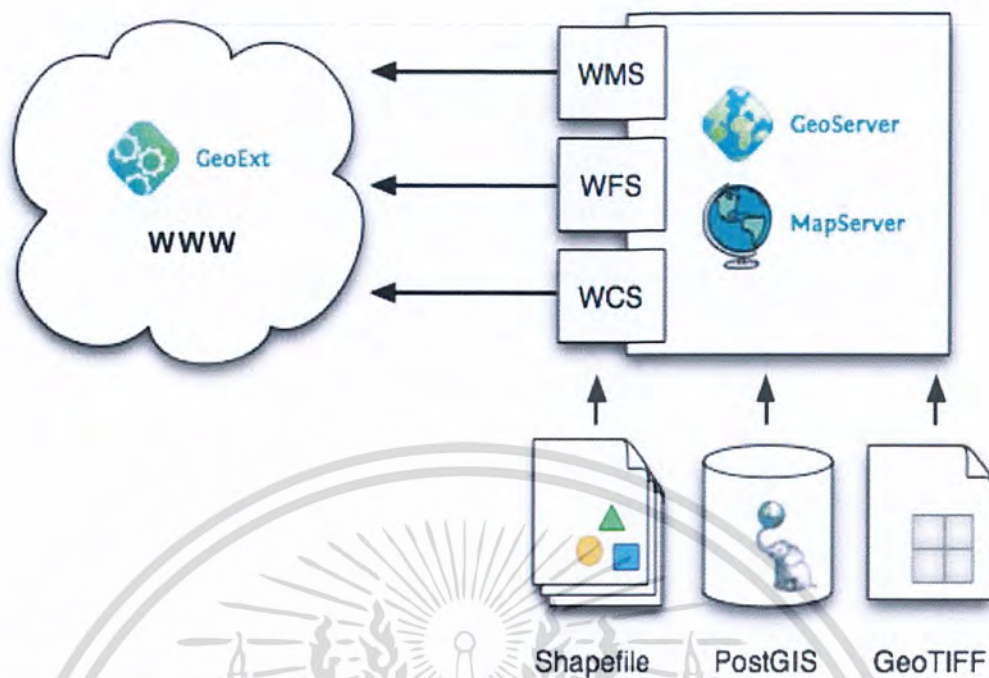 GeoExt
WWW
WMS
WFS
WCS
GeoServer
MapServer
Shapefile
PostGIS
GeoTIFF